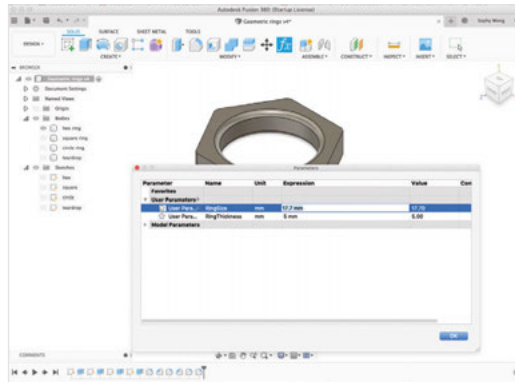 Autodesk Fusion 360 (Startup License)
Geometric rings v4*
Sophy Wong
SOLID SURFACE SHEET METAL TOOLS
DESIGN
CREATE MODIFY ASSEMBLE CONSTRUCT INSPECT INSERT SELECT
BROWSER
Geometric rings v4
Document Settings
Named Views
Origin
Bodies
hex ring
square ring
circle ring
teardrop
Sketches
hex
square
circle
teardrop
Parameters
Parameter Name Unit Expression Value
Favorites
User Parameters
User Para... RingSize mm 17.7 mm 17.70
User Para... RingThickness mm 5 mm 5.00
Model Parameters
OK
COMMENTS